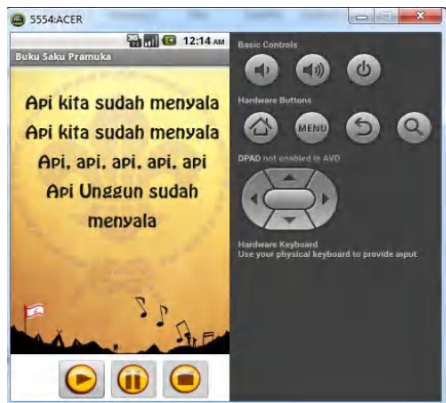 5554:ACER
3G
12:14 AM
Buku Saku Pramuka
Api kita sudah menyala
Api kita sudah menyala
Api, api, api, api, api
Api Unggun sudah
menyala
Basic Controls
Hardware Buttons
MENU
DPAD not enabled in AVD
Hardware Keyboard
Use your physical keyboard to provide input